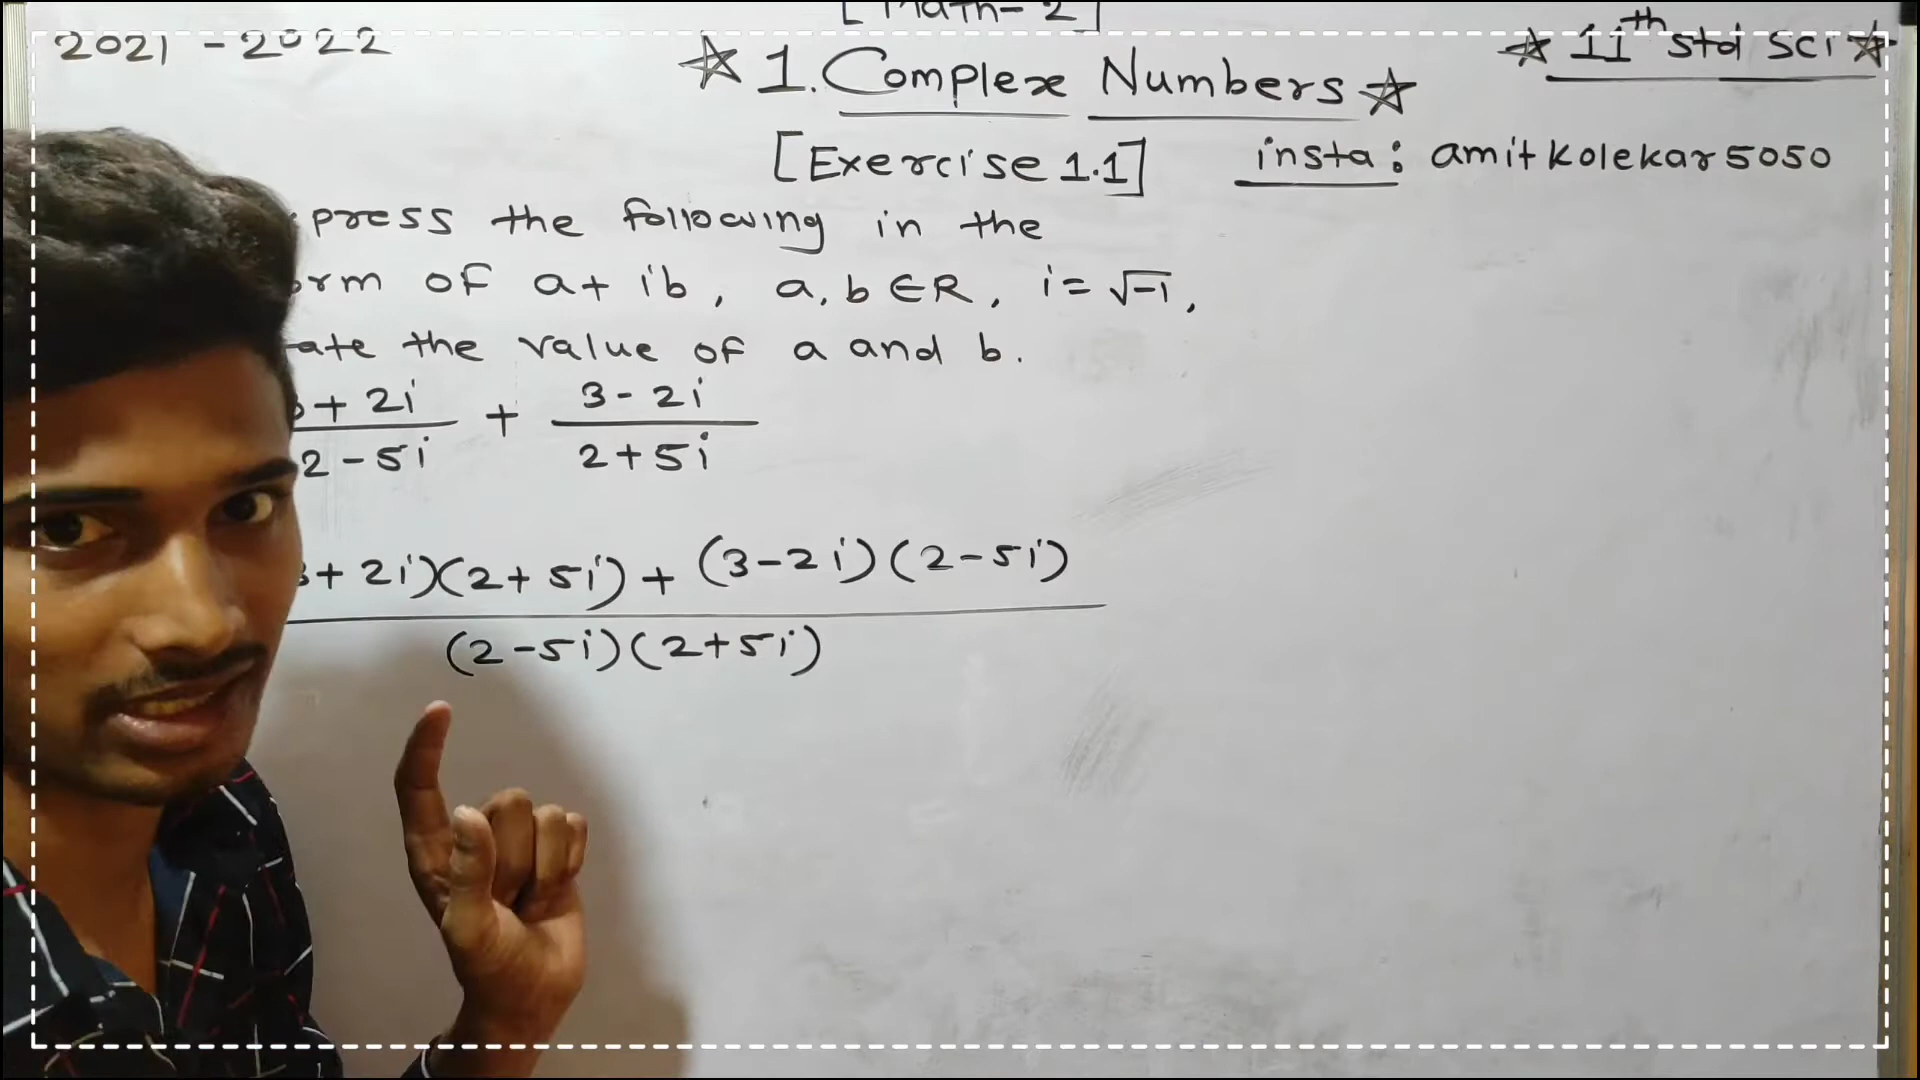 [Math-2]
2021 - 2022
☆ 1. Complex Numbers ☆
☆ 11th std sci ☆
[Exercise 1.1]
insta: amitkolekar5050
press the following in the
rm of a + ib, a, b ∈ R, i = √-1,
ate the value of a and b.
+ 2i / 2 - 5i + 3 - 2i / 2 + 5i
+ 2i)(2 + 5i) + (3 - 2i)(2 - 5i)
(2 - 5i)(2 + 5i)